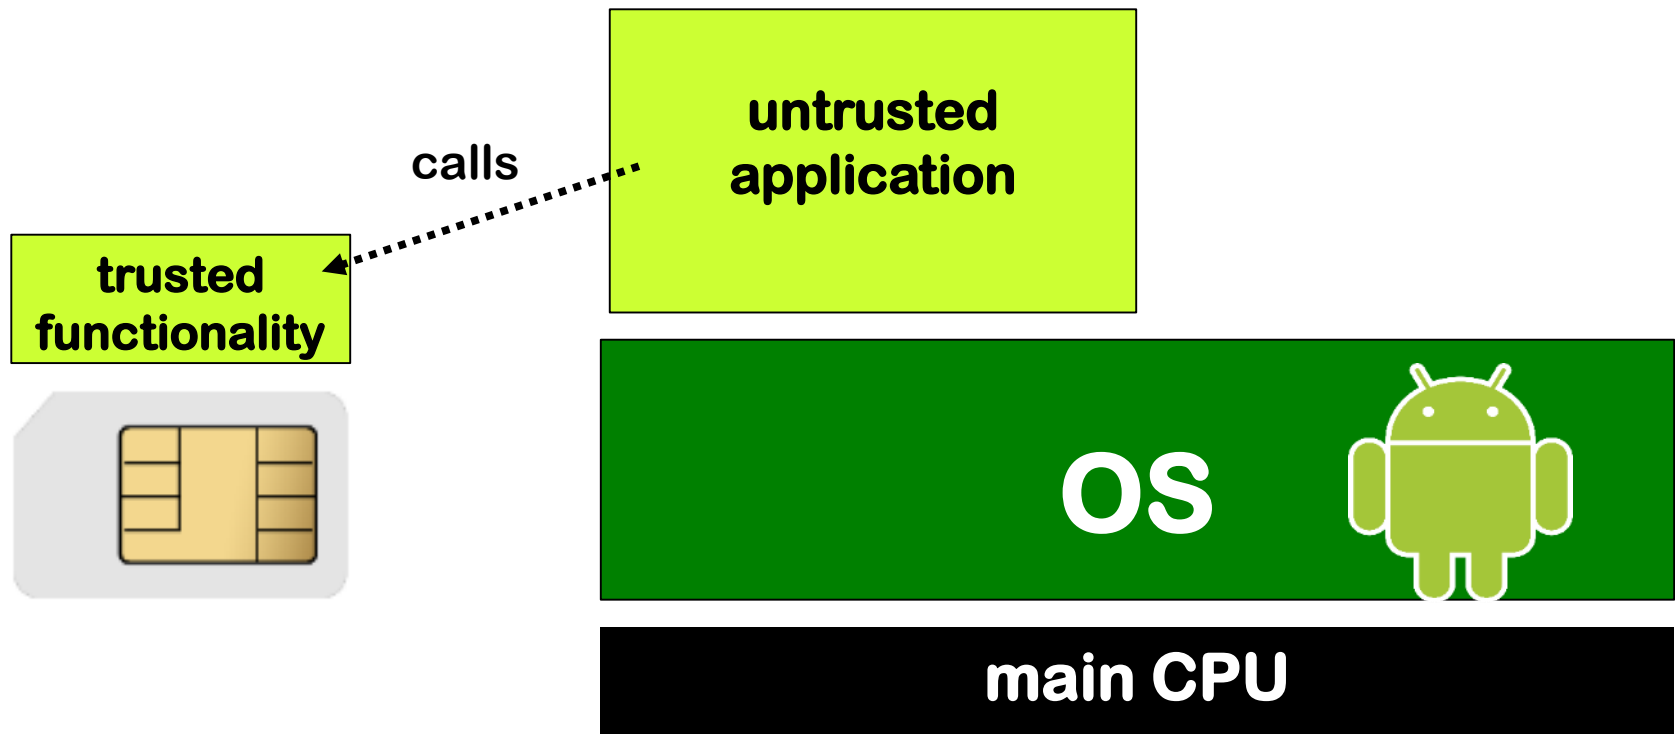 untrusted
application
calls
trusted
functionality
OS
main CPU